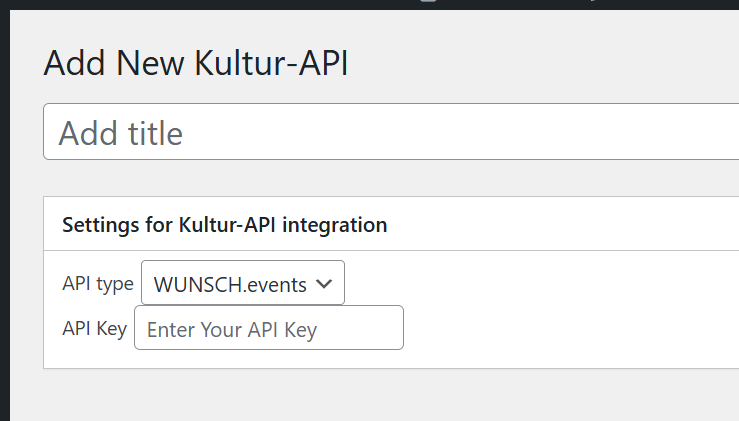 Add New Kultur-API
Add title
Settings for Kultur-API integration
API type WUNSCH.events
API Key Enter Your API Key